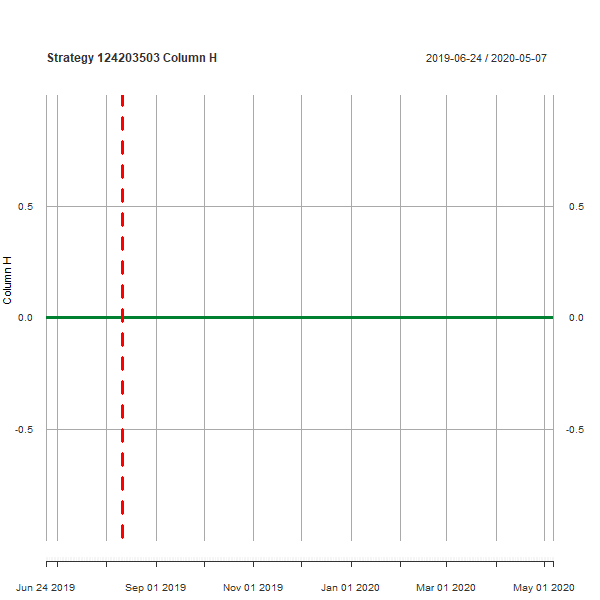 Strategy 124203503 Column H
2019-06-24 / 2020-05-07
Column H
0.5
0.5
0.0
0.0
-0.5
-0.5
Jun 24 2019
Sep 01 2019
Nov 01 2019
Jan 01 2020
Mar 01 2020
May 01 2020